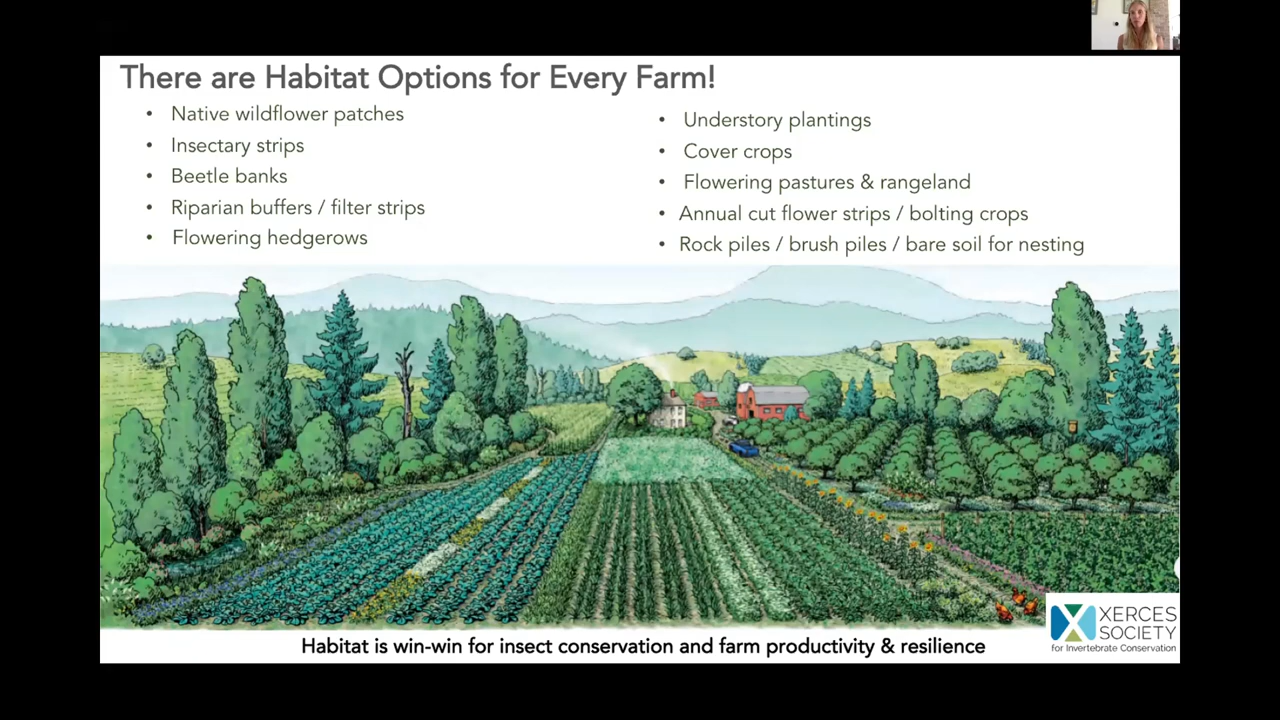 There are Habitat Options for Every Farm!
• Native wildflower patches
• Insectary strips
• Beetle banks
• Riparian buffers / filter strips
• Flowering hedgerows
• Understory plantings
• Cover crops
• Flowering pastures & rangeland
• Annual cut flower strips / bolting crops
• Rock piles / brush piles / bare soil for nesting
Habitat is win-win for insect conservation and farm productivity & resilience
XERCES
SOCIETY
for Invertebrate Conservation